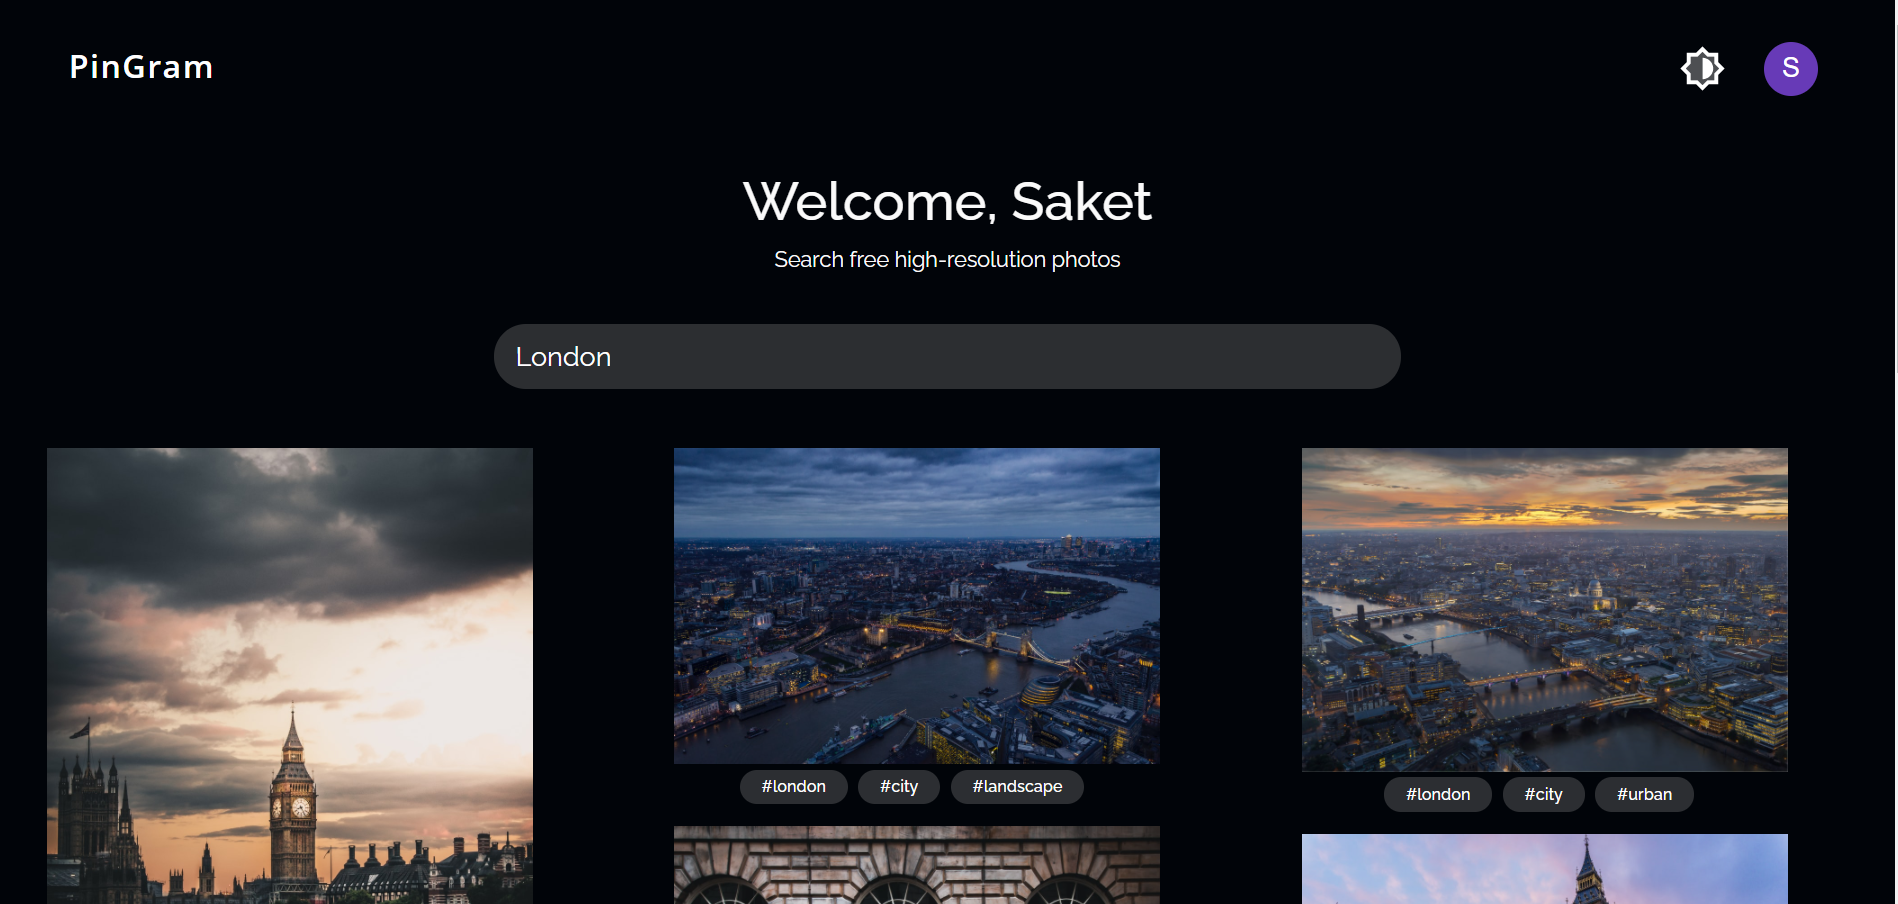 PinGram
S
Welcome, Saket
Search free high-resolution photos
London
#london #city #landscape
#london #city #urban